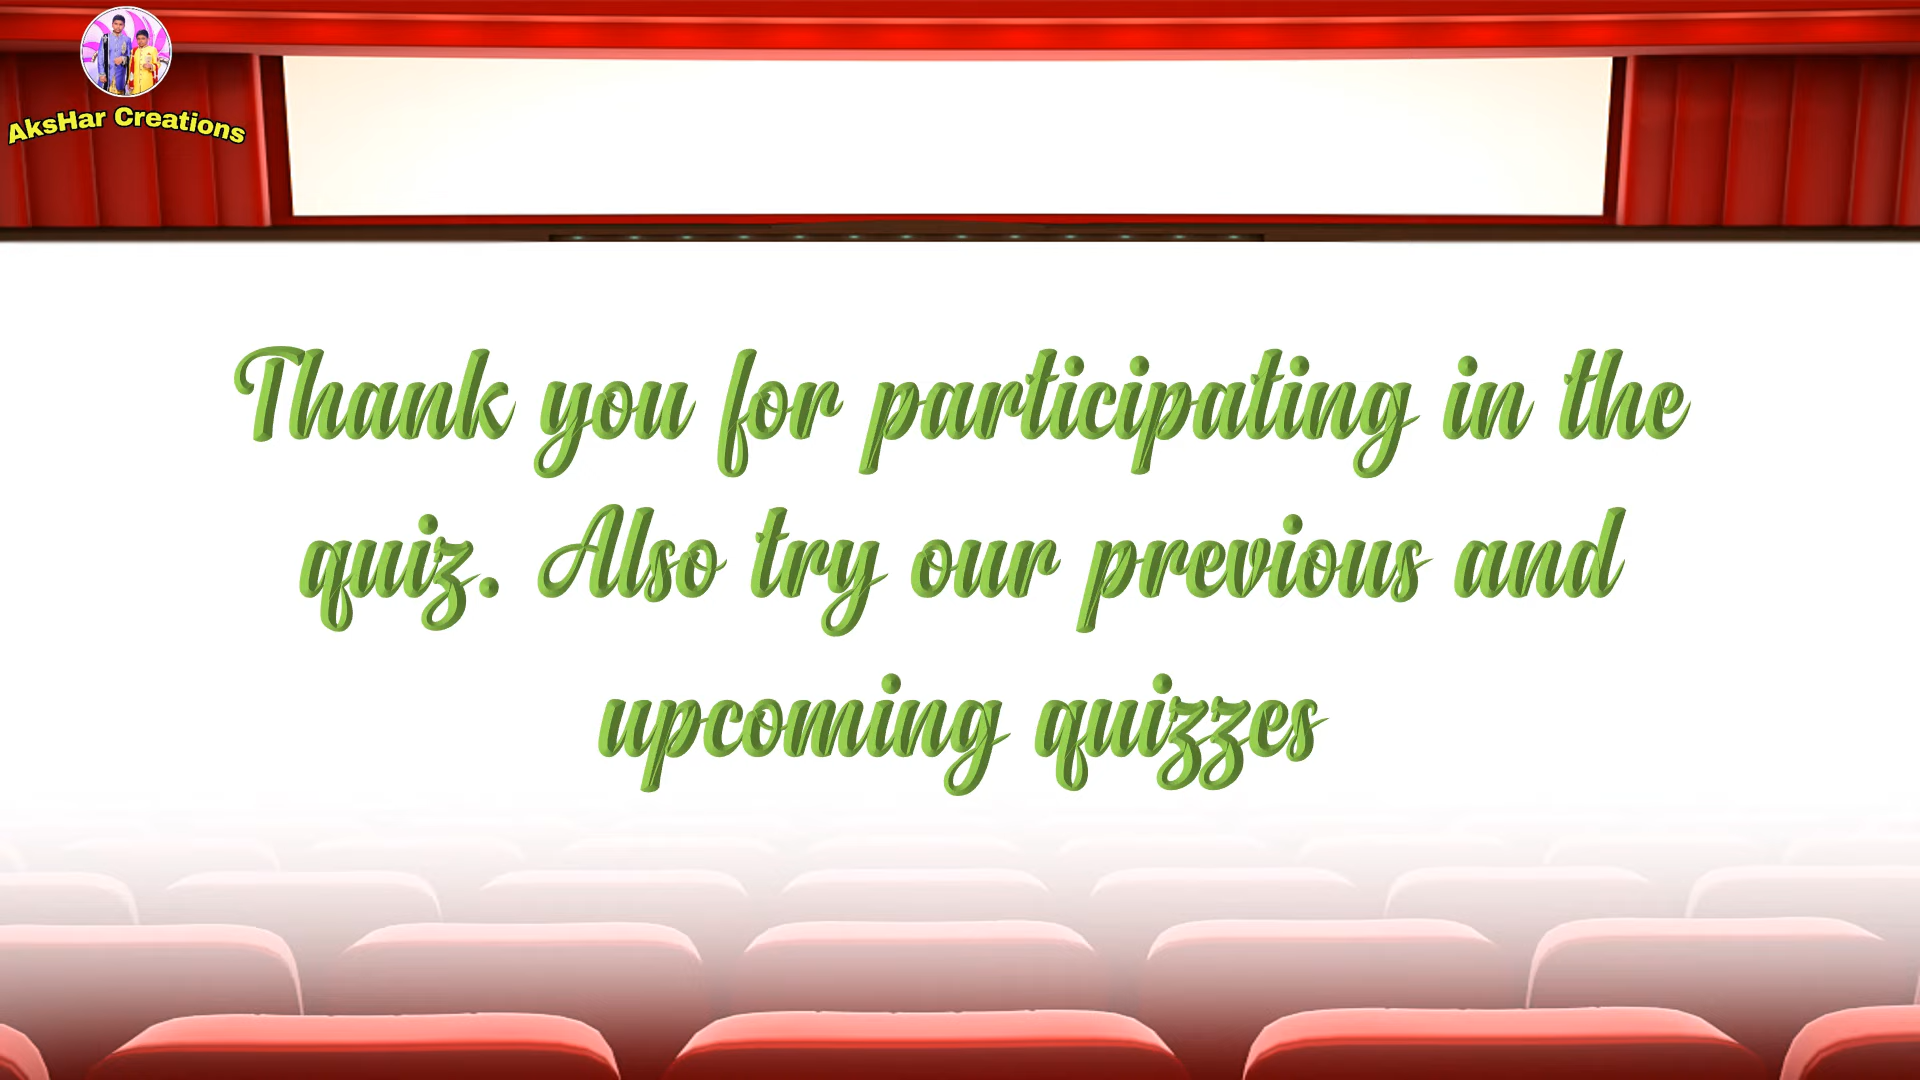 AksHar Creations
Thank you for participating in the
quiz. Also try our previous and
upcoming quizzes